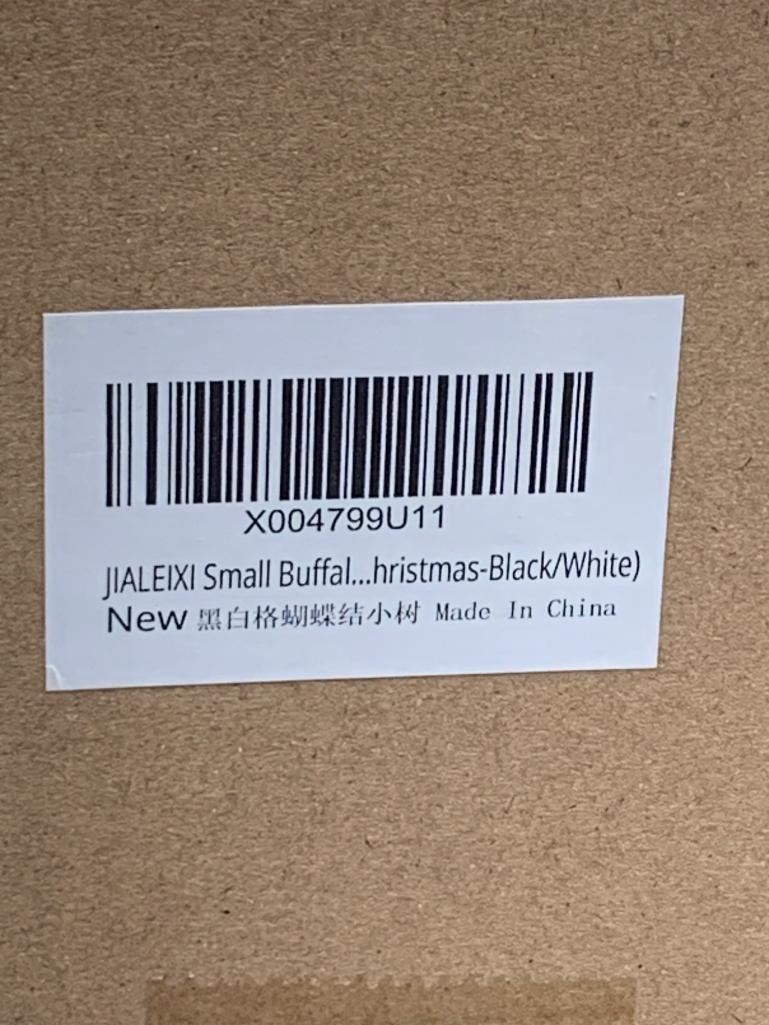 X004799U11
JIALEIXI Small Buffal...hristmas-Black/White)
New 黑白格蝴蝶结小树 Made In China